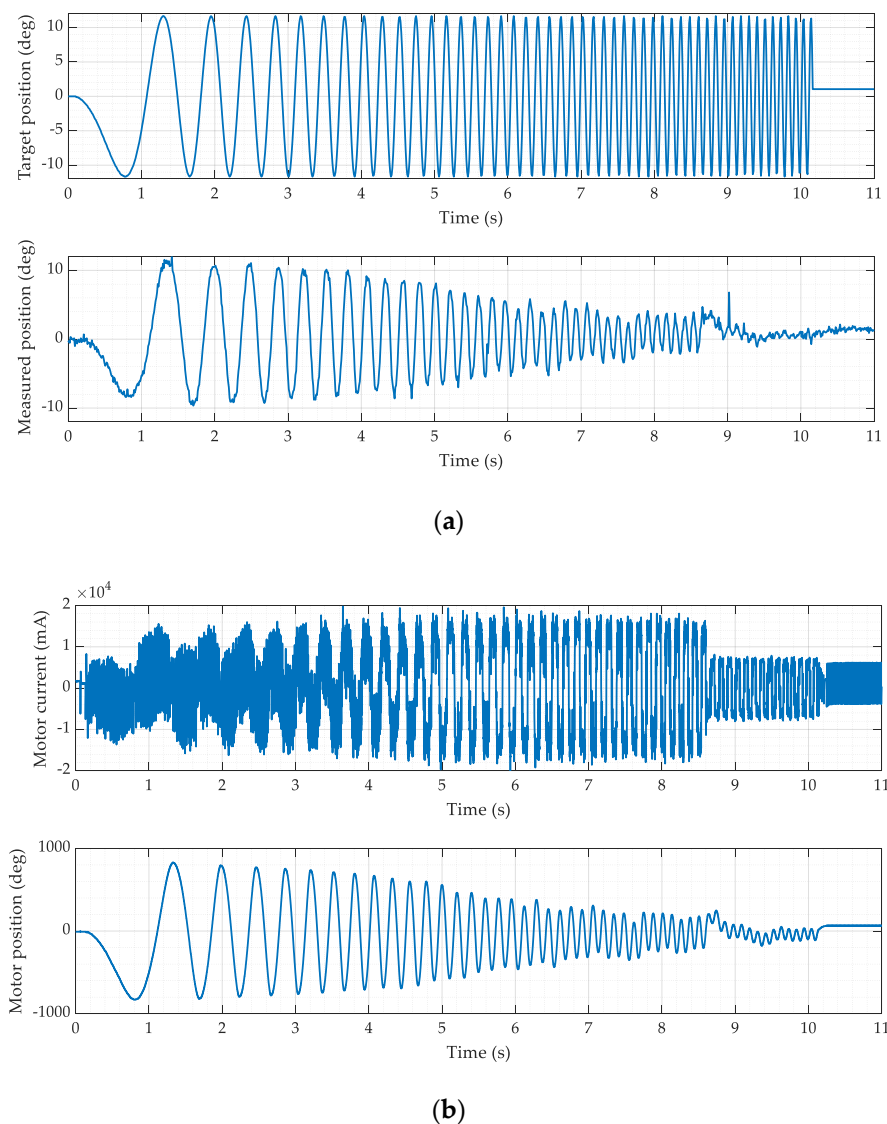 10
5
0
-5
-10
Target position (deg)
0 1 2 3 4 5 6 7 8 9 10 11
Time (s)
10
0
-10
Measured position (deg)
0 1 2 3 4 5 6 7 8 9 10 11
Time (s)
(a)
×10⁴
2
1
0
-1
-2
Motor current (mA)
0 1 2 3 4 5 6 7 8 9 10 11
Time (s)
1000
0
-1000
Motor position (deg)
0 1 2 3 4 5 6 7 8 9 10 11
Time (s)
(b)